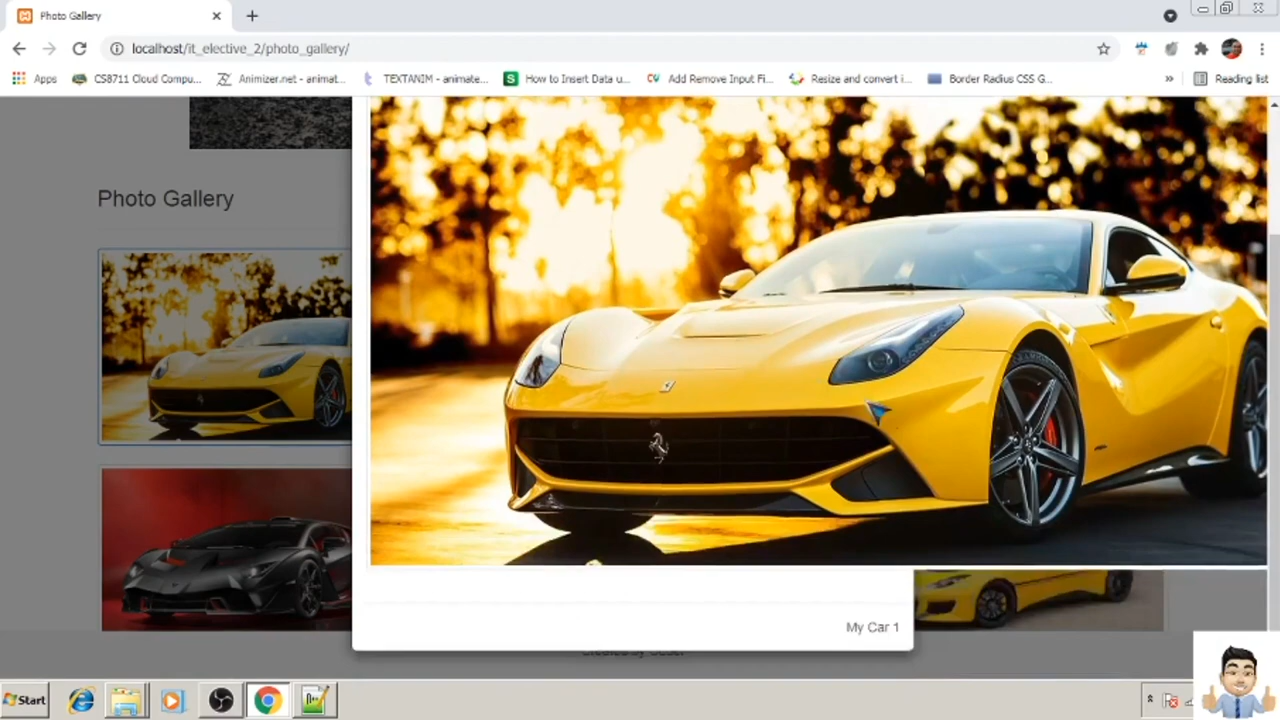 Photo Gallery
localhost/it_elective_2/photo_gallery/
Apps
CS8711 Cloud Compu...
Animizer.net - animat...
TEXTANIM - animate...
How to Insert Data u...
Add Remove Input Fi...
Resize and convert i...
Border Radius CSS G...
»
Reading list
Photo Gallery
My Car 1
Start